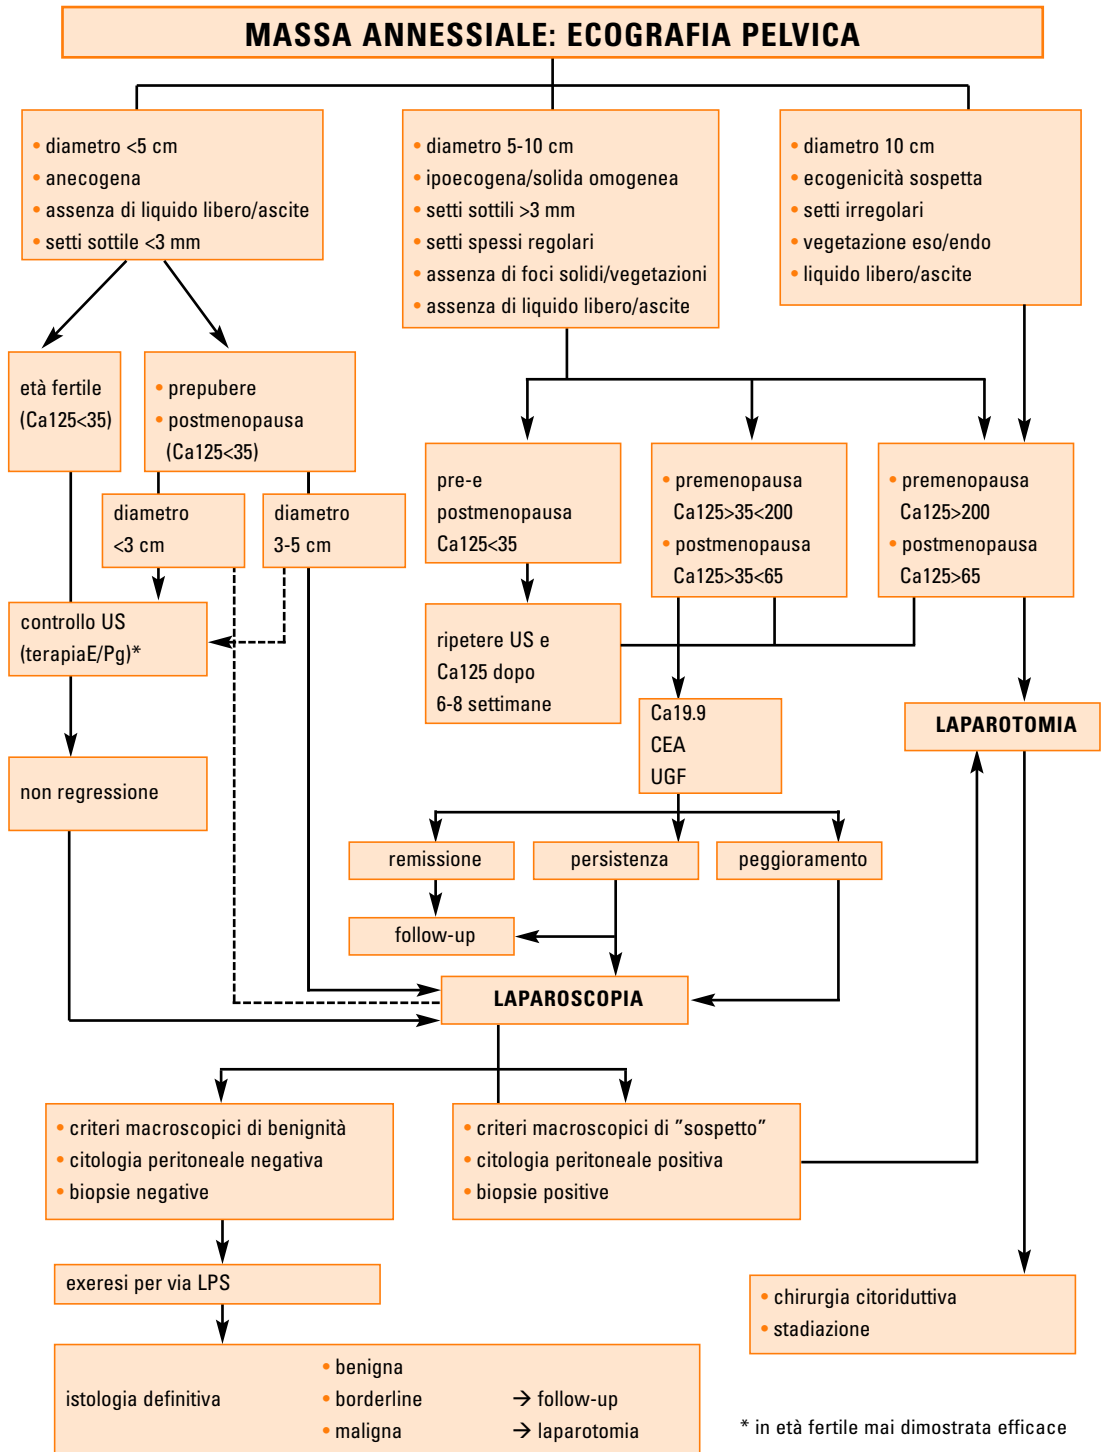 MASSA ANNESSIALE: ECOGRAFIA PELVICA
• diametro <5 cm
• anecogena
• assenza di liquido libero/ascite
• setti sottile <3 mm
• diametro 5-10 cm
• ipoecogena/solida omogenea
• setti sottili >3 mm
• setti spessi regolari
• assenza di foci solidi/vegetazioni
• assenza di liquido libero/ascite
• diametro 10 cm
• ecogenicità sospetta
• setti irregolari
• vegetazione eso/endo
• liquido libero/ascite
età fertile
(Ca125<35)
• prepubere
• postmenopausa
(Ca125<35)
diametro
<3 cm
diametro
3-5 cm
pre-e
postmenopausa
Ca125<35
• premenopausa
Ca125>35<200
• postmenopausa
Ca125>35<65
• premenopausa
Ca125>200
• postmenopausa
Ca125>65
controllo US
(terapiaE/Pg)*
ripetere US e
Ca125 dopo
6-8 settimane
Ca19.9
CEA
UGF
LAPAROTOMIA
non regressione
remissione
persistenza
peggioramento
follow-up
LAPAROSCOPIA
• criteri macroscopici di benignità
• citologia peritoneale negativa
• biopsie negative
• criteri macroscopici di "sospetto"
• citologia peritoneale positiva
• biopsie positive
exeresi per via LPS
• chirurgia citoriduttiva
• stadiazione
• benigna
istologia definitiva • borderline → follow-up
• maligna → laparotomia
* in età fertile mai dimostrata efficace